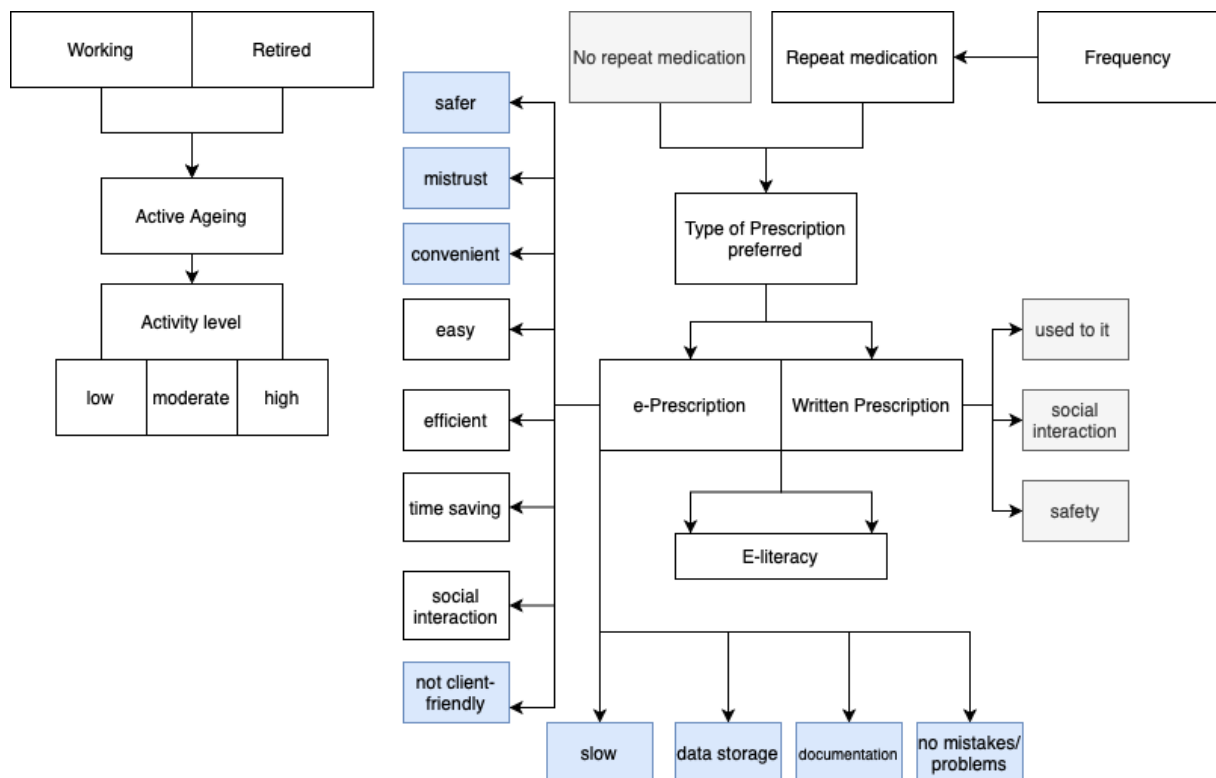 Working
Retired
No repeat medication
Repeat medication
Frequency
safer
mistrust
Active Ageing
Type of Prescription
preferred
convenient
Activity level
easy
used to it
low
moderate
high
e-Prescription
Written Prescription
efficient
social
interaction
time saving
safety
E-literacy
social
interaction
not client-
friendly
slow
data storage
documentation
no mistakes/
problems